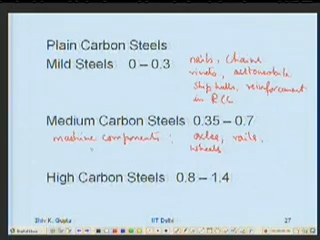 Plain Carbon Steels
Mild Steels 0 – 0.3
nails, chains
rivets, automobile
ship hulls, reinforcement
in RCC
Medium Carbon Steels 0.35 – 0.7
machine components : axles, rails,
wheels
High Carbon Steels 0.8 – 1.4
K. Gupta
IIT Delhi
27